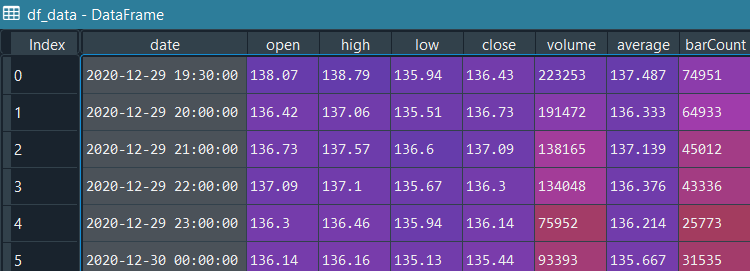 df_data - DataFrame
Index date open high low close volume average barCount
0 2020-12-29 19:30:00 138.07 138.79 135.94 136.43 223253 137.487 74951
1 2020-12-29 20:00:00 136.42 137.06 135.51 136.73 191472 136.333 64933
2 2020-12-29 21:00:00 136.73 137.57 136.6 137.09 138165 137.139 45012
3 2020-12-29 22:00:00 137.09 137.1 135.67 136.3 134048 136.376 43336
4 2020-12-29 23:00:00 136.3 136.46 135.94 136.14 75952 136.214 25773
5 2020-12-30 00:00:00 136.14 136.16 135.13 135.44 93393 135.667 31535